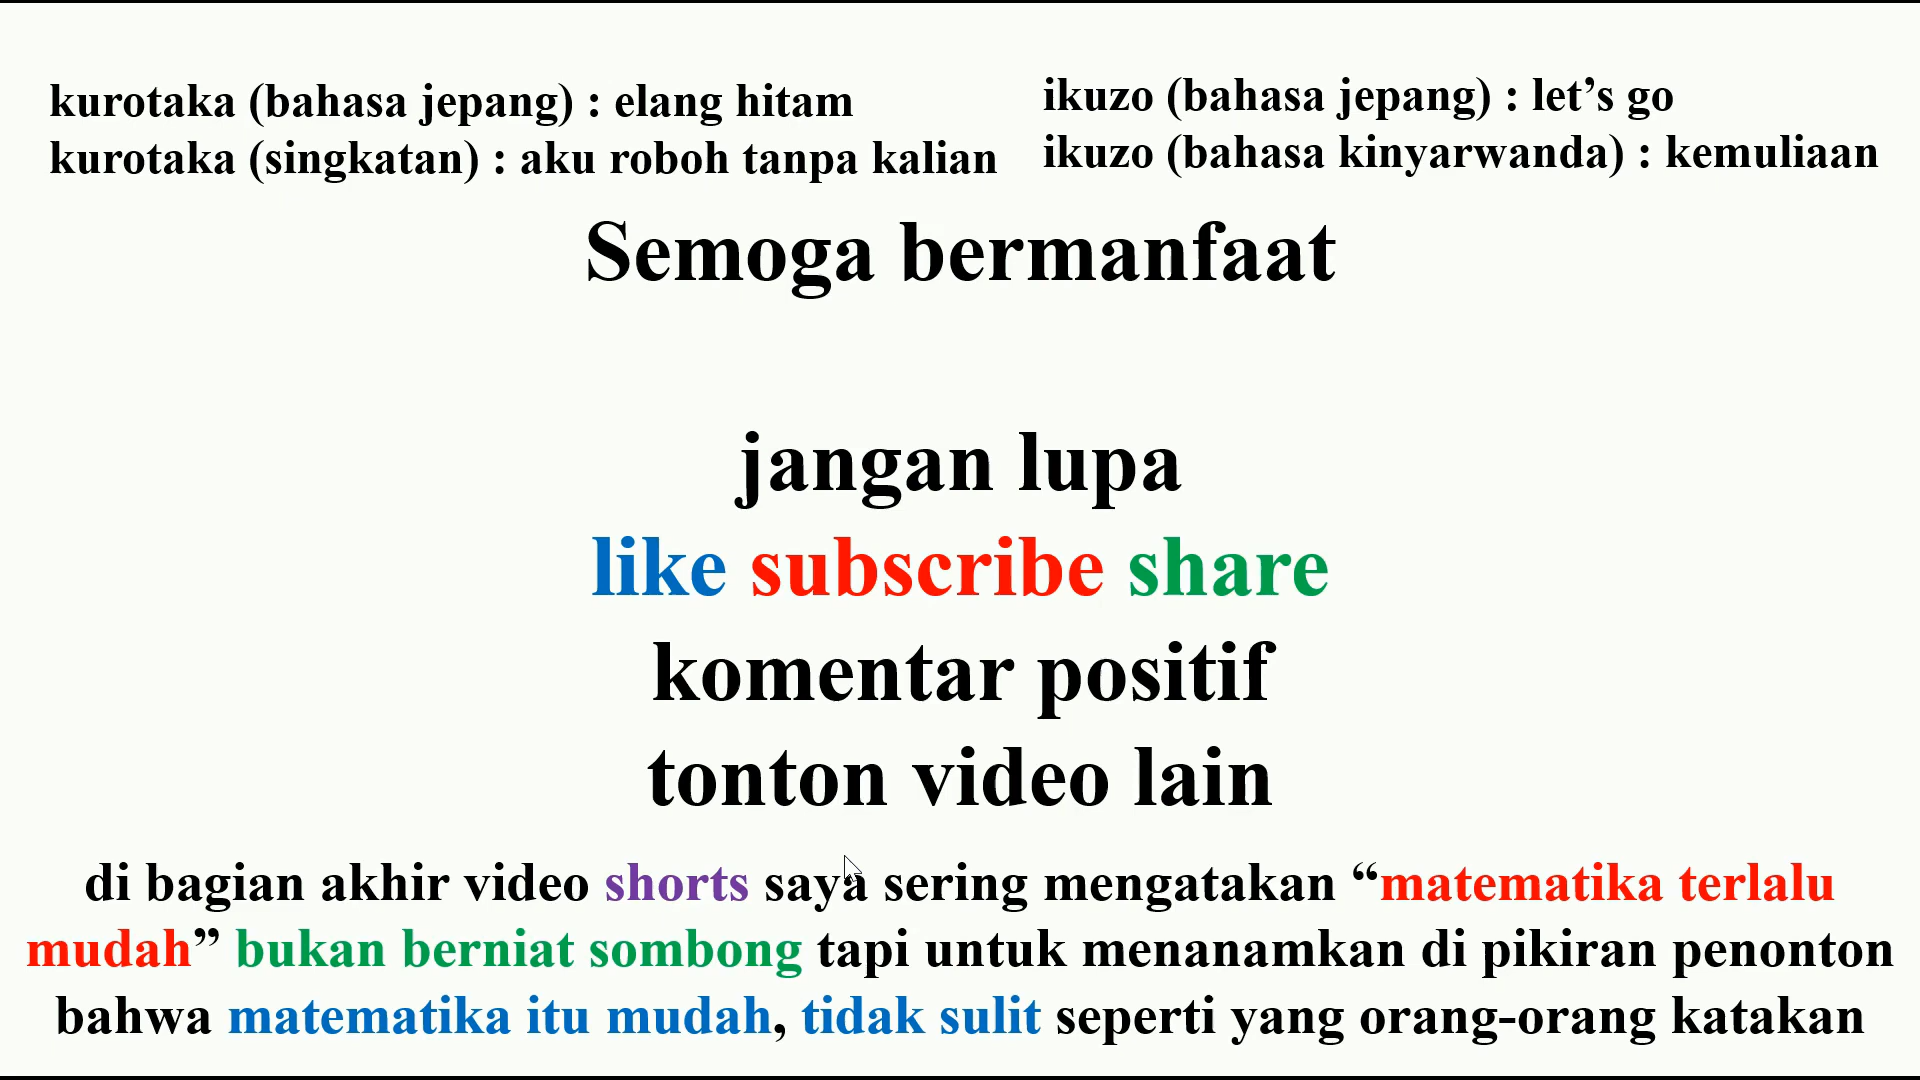 kurotaka (bahasa jepang) : elang hitam
kurotaka (singkatan) : aku roboh tanpa kalian
ikuzo (bahasa jepang) : let’s go
ikuzo (bahasa kinyarwanda) : kemuliaan
Semoga bermanfaat
jangan lupa
like subscribe share
komentar positif
tonton video lain
di bagian akhir video shorts saya sering mengatakan “matematika terlalu
mudah” bukan berniat sombong tapi untuk menanamkan di pikiran penonton
bahwa matematika itu mudah, tidak sulit seperti yang orang-orang katakan